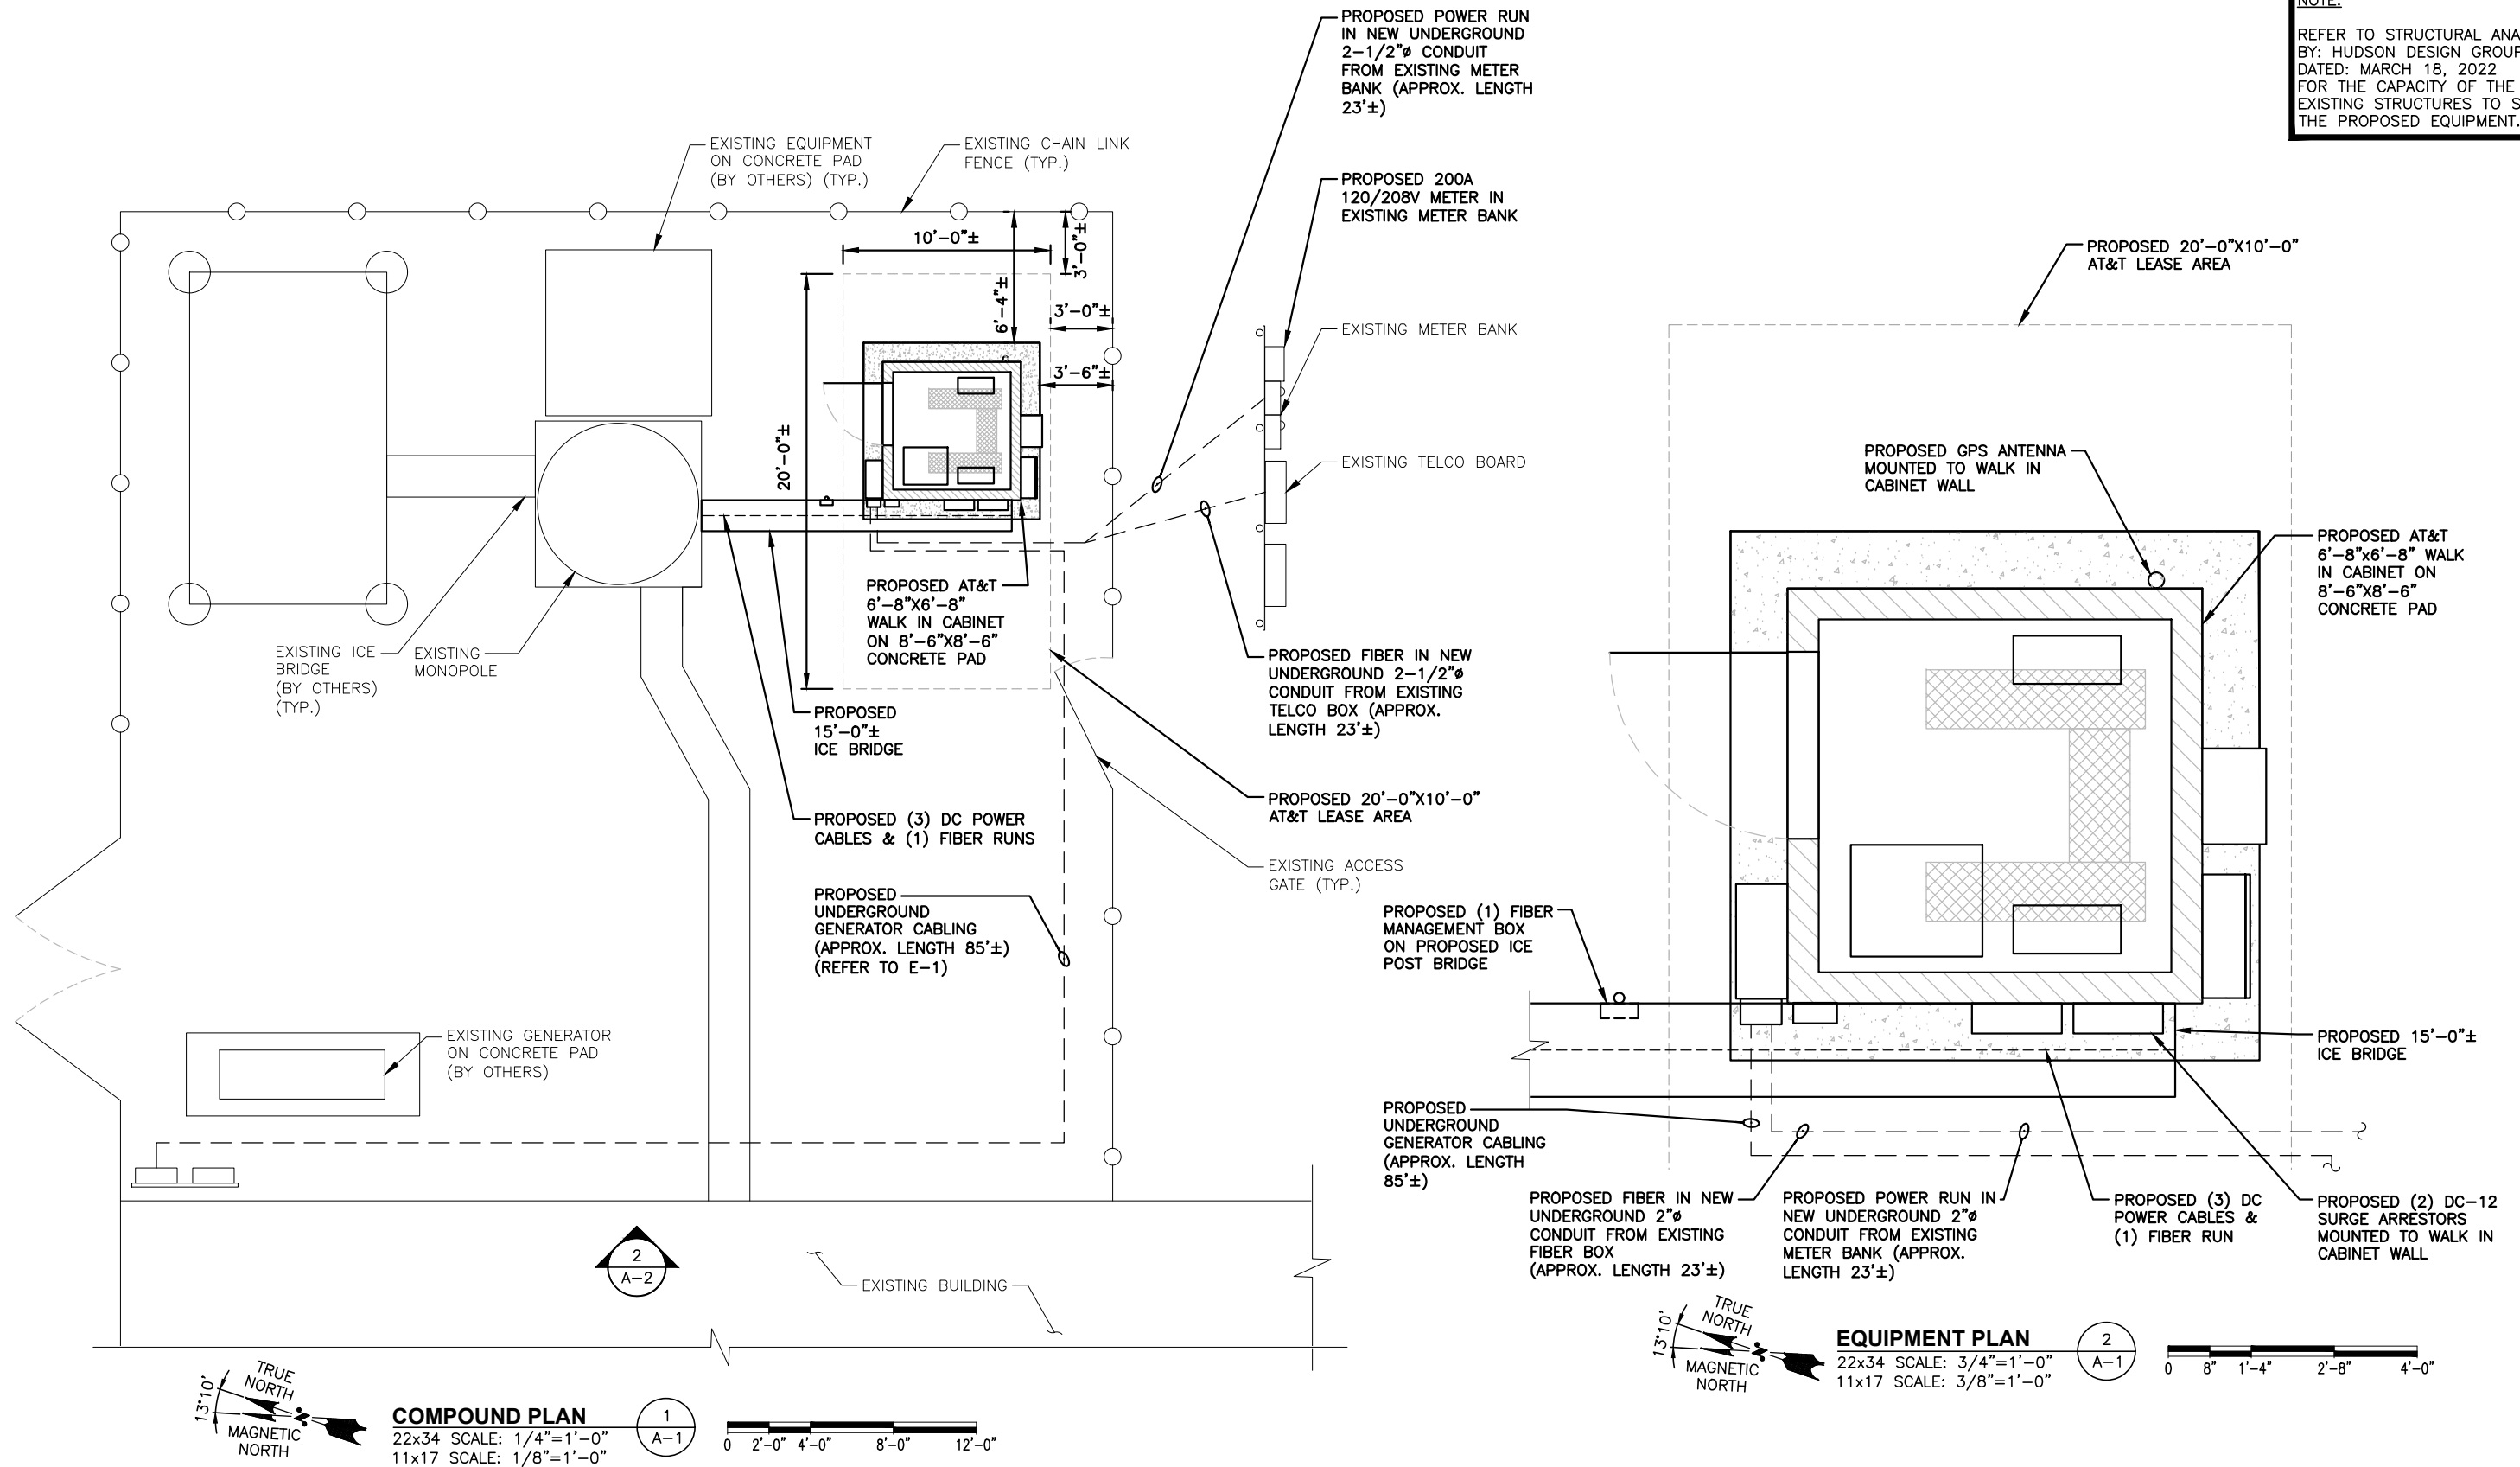 PROPOSED POWER RUN
IN NEW UNDERGROUND
2-1/2"ø CONDUIT
FROM EXISTING METER
BANK (APPROX. LENGTH
23'±)
NOTE:
REFER TO STRUCTURAL ANA
BY: HUDSON DESIGN GROUP
DATED: MARCH 18, 2022
FOR THE CAPACITY OF THE
EXISTING STRUCTURES TO S
THE PROPOSED EQUIPMENT.
EXISTING EQUIPMENT
ON CONCRETE PAD
(BY OTHERS) (TYP.)
EXISTING CHAIN LINK
FENCE (TYP.)
PROPOSED 200A
120/208V METER IN
EXISTING METER BANK
10'-0"±
3'-0"±
6'-4"±
3'-0"±
3'-6"±
20'-0"±
EXISTING METER BANK
EXISTING TELCO BOARD
PROPOSED AT&T
6'-8"X6'-8"
WALK IN CABINET
ON 8'-6"X8'-6"
CONCRETE PAD
EXISTING ICE
BRIDGE
(BY OTHERS)
(TYP.)
EXISTING
MONOPOLE
PROPOSED FIBER IN NEW
UNDERGROUND 2-1/2"ø
CONDUIT FROM EXISTING
TELCO BOX (APPROX.
LENGTH 23'±)
PROPOSED
15'-0"±
ICE BRIDGE
PROPOSED 20'-0"X10'-0"
AT&T LEASE AREA
PROPOSED (3) DC POWER
CABLES & (1) FIBER RUNS
EXISTING ACCESS
GATE (TYP.)
PROPOSED
UNDERGROUND
GENERATOR CABLING
(APPROX. LENGTH 85'±)
(REFER TO E-1)
EXISTING GENERATOR
ON CONCRETE PAD
(BY OTHERS)
2
A-2
EXISTING BUILDING
TRUE
NORTH
13°10'
MAGNETIC
NORTH
COMPOUND PLAN
22x34 SCALE: 1/4"=1'-0"
11x17 SCALE: 1/8"=1'-0"
1
A-1
0 2'-0" 4'-0" 8'-0" 12'-0"
PROPOSED 20'-0"X10'-0"
AT&T LEASE AREA
PROPOSED GPS ANTENNA
MOUNTED TO WALK IN
CABINET WALL
PROPOSED AT&T
6'-8"x6'-8" WALK
IN CABINET ON
8'-6"X8'-6"
CONCRETE PAD
PROPOSED (1) FIBER
MANAGEMENT BOX
ON PROPOSED ICE
POST BRIDGE
PROPOSED 15'-0"±
ICE BRIDGE
PROPOSED
UNDERGROUND
GENERATOR CABLING
(APPROX. LENGTH
85'±)
PROPOSED FIBER IN NEW
UNDERGROUND 2"ø
CONDUIT FROM EXISTING
FIBER BOX
(APPROX. LENGTH 23'±)
PROPOSED POWER RUN IN
NEW UNDERGROUND 2"ø
CONDUIT FROM EXISTING
METER BANK (APPROX.
LENGTH 23'±)
PROPOSED (3) DC
POWER CABLES &
(1) FIBER RUN
PROPOSED (2) DC-12
SURGE ARRESTORS
MOUNTED TO WALK IN
CABINET WALL
TRUE
NORTH
13°10'
MAGNETIC
NORTH
EQUIPMENT PLAN
22x34 SCALE: 3/4"=1'-0"
11x17 SCALE: 3/8"=1'-0"
2
A-1
0 8" 1'-4" 2'-8" 4'-0"